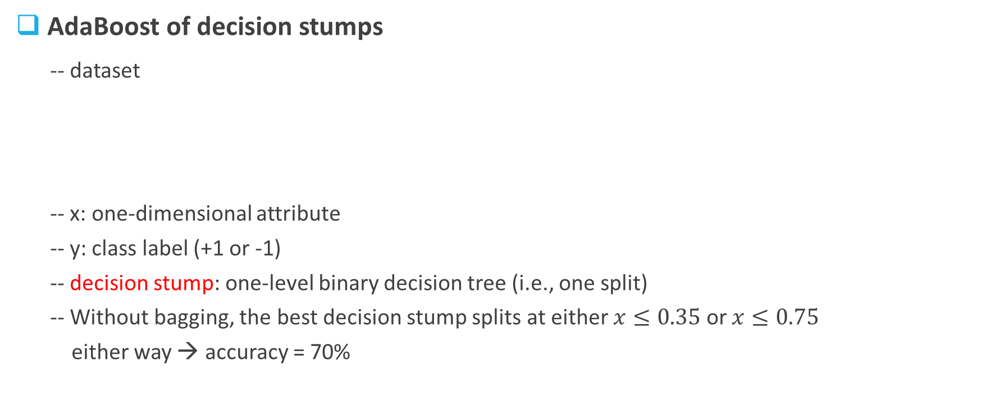 AdaBoost of decision stumps
-- dataset
-- x: one-dimensional attribute
-- y: class label (+1 or -1)
-- decision stump: one-level binary decision tree (i.e., one split)
-- Without bagging, the best decision stump splits at either 𝑥 ≤ 0.35 or 𝑥 ≤ 0.75
either way → accuracy = 70%